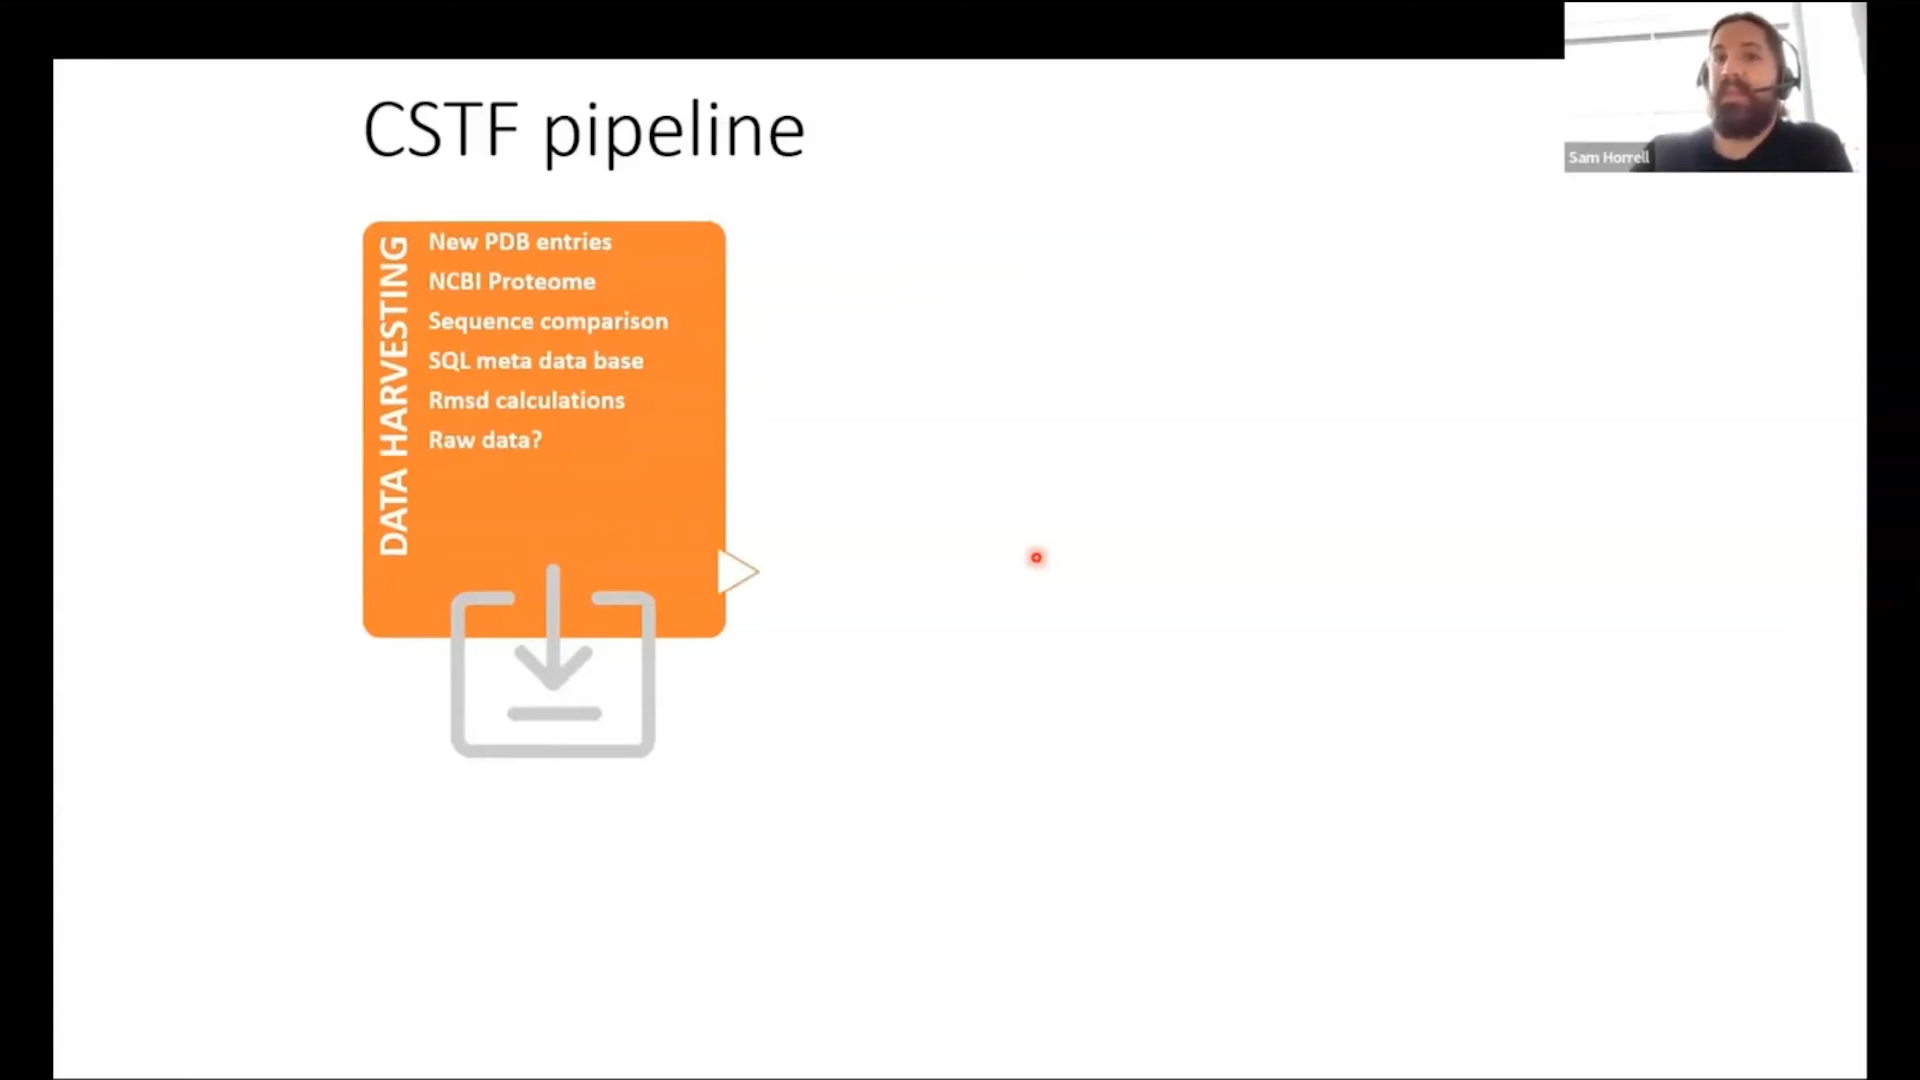 CSTF pipeline
Sam Horrell
DATA HARVESTING
New PDB entries
NCBI Proteome
Sequence comparison
SQL meta data base
Rmsd calculations
Raw data?